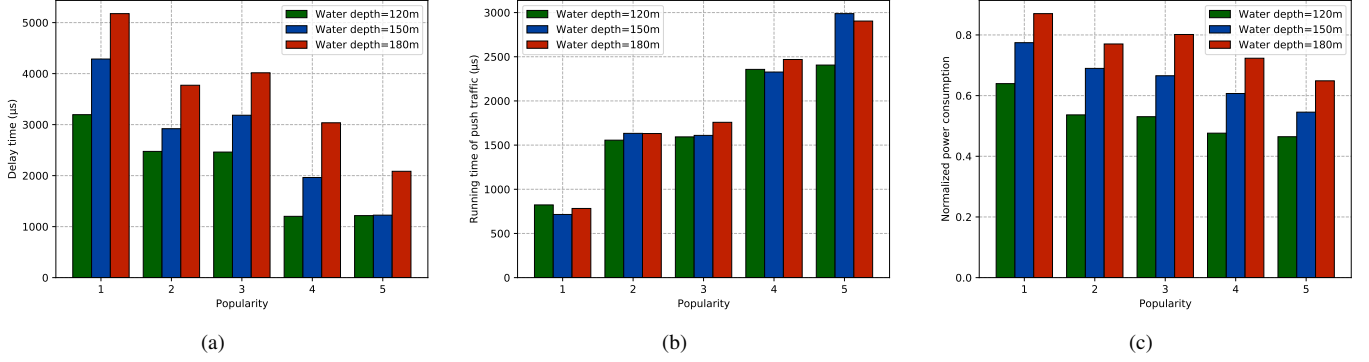 Delay time (μs)
5000
4000
3000
2000
1000
0
1 2 3 4 5
Popularity
Water depth=120m
Water depth=150m
Water depth=180m
(a)
Running time of push traffic (μs)
3000
2500
2000
1500
1000
500
0
1 2 3 4 5
Popularity
Water depth=120m
Water depth=150m
Water depth=180m
(b)
Normalized power consumption
0.8
0.6
0.4
0.2
0.0
1 2 3 4 5
Popularity
Water depth=120m
Water depth=150m
Water depth=180m
(c)